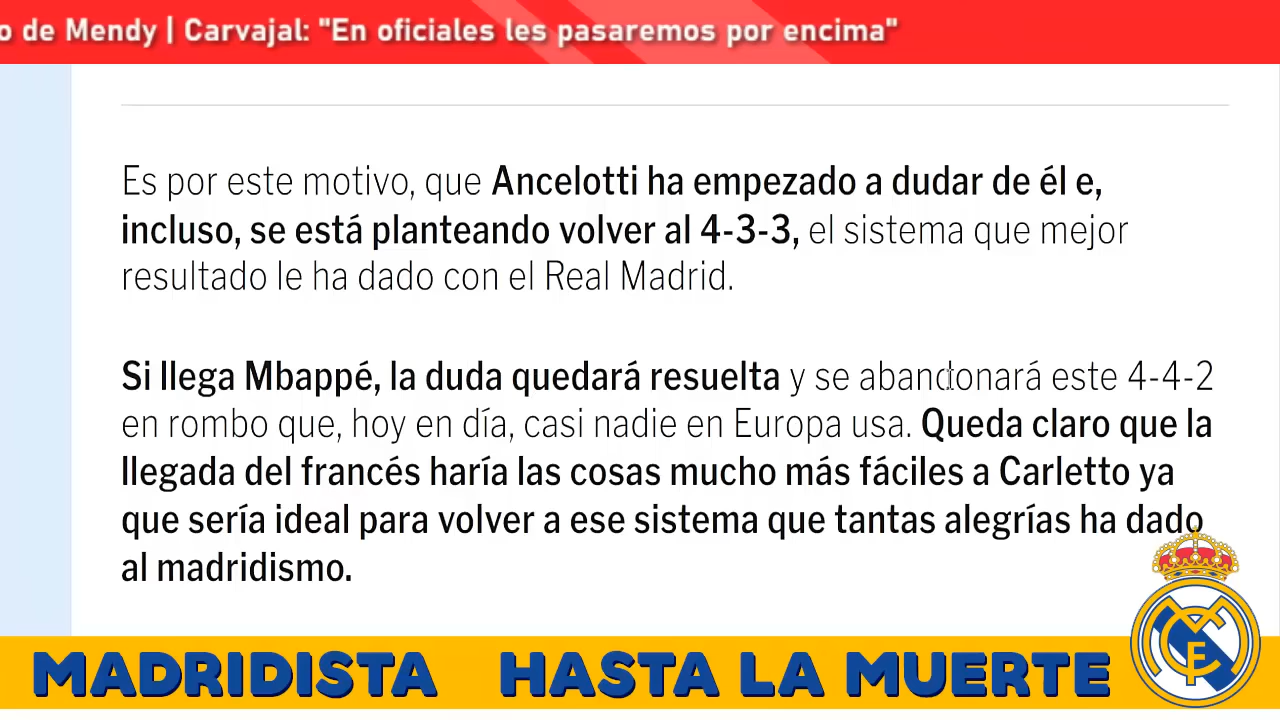 o de Mendy | Carvajal: "En oficiales les pasaremos por encima"
Es por este motivo, que Ancelotti ha empezado a dudar de él e,
incluso, se está planteando volver al 4-3-3, el sistema que mejor
resultado le ha dado con el Real Madrid.
Si llega Mbappé, la duda quedará resuelta y se abandonará este 4-4-2
en rombo que, hoy en día, casi nadie en Europa usa. Queda claro que la
llegada del francés haría las cosas mucho más fáciles a Carletto ya
que sería ideal para volver a ese sistema que tantas alegrías ha dado
al madridismo.
MADRIDISTA HASTA LA MUERTE